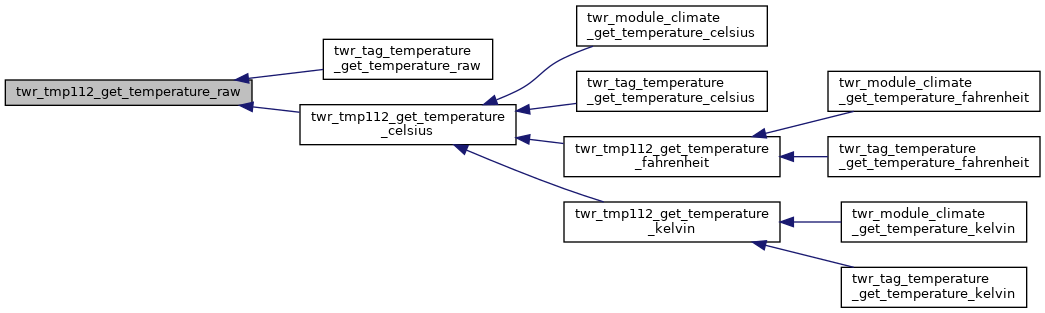 twr_tmp112_get_temperature_raw
twr_tag_temperature
_get_temperature_raw
twr_tmp112_get_temperature
_celsius
twr_module_climate
_get_temperature_celsius
twr_tag_temperature
_get_temperature_celsius
twr_tmp112_get_temperature
_fahrenheit
twr_module_climate
_get_temperature_fahrenheit
twr_tag_temperature
_get_temperature_fahrenheit
twr_tmp112_get_temperature
_kelvin
twr_module_climate
_get_temperature_kelvin
twr_tag_temperature
_get_temperature_kelvin